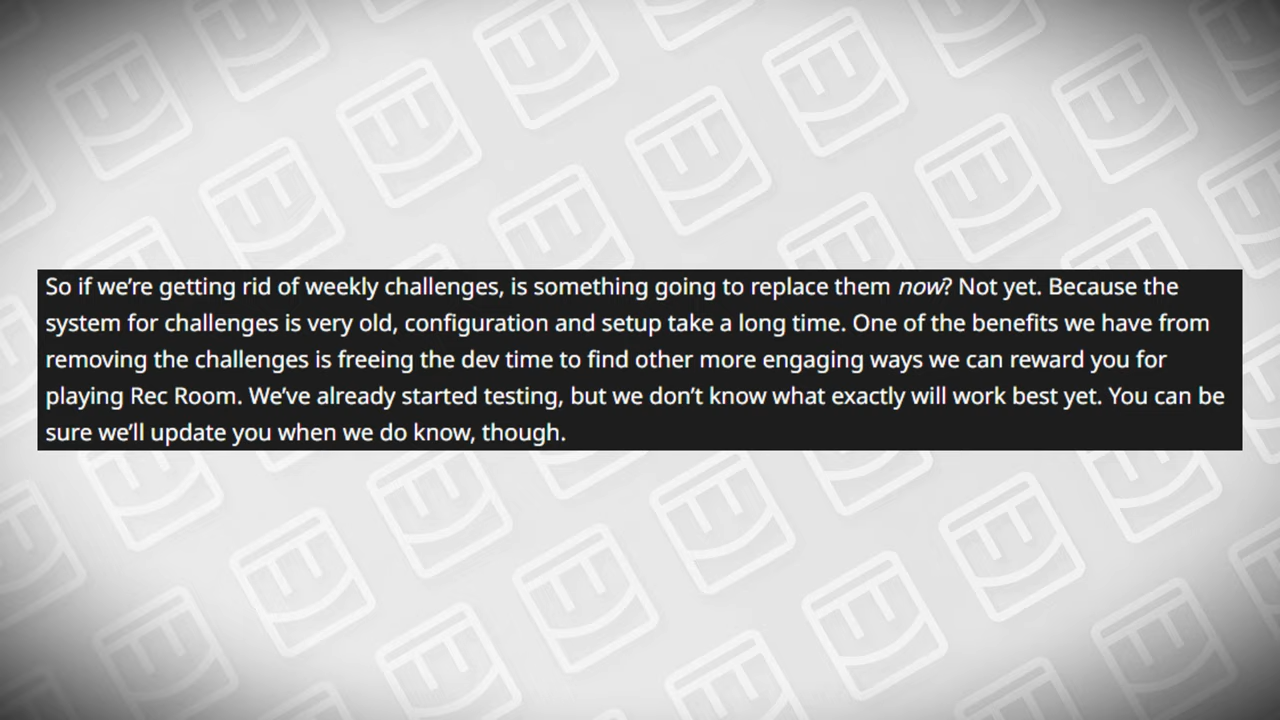 So if we’re getting rid of weekly challenges, is something going to replace them now? Not yet. Because the
system for challenges is very old, configuration and setup take a long time. One of the benefits we have from
removing the challenges is freeing the dev time to find other more engaging ways we can reward you for
playing Rec Room. We’ve already started testing, but we don’t know what exactly will work best yet. You can be
sure we’ll update you when we do know, though.